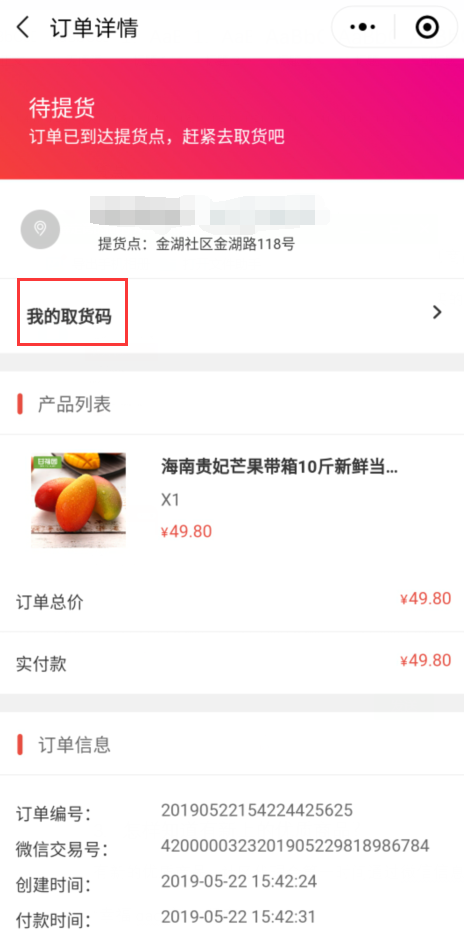 订单详情
待提货
订单已到达提货点，赶紧去取货吧
提货点：金湖社区金湖路118号
我的取货码
产品列表
海南贵妃芒果带箱10斤新鲜当...
X1
¥49.80
订单总价 ¥49.80
实付款 ¥49.80
订单信息
订单编号： 20190522154224425625
微信交易号： 4200000323201905229818986784
创建时间： 2019-05-22 15:42:24
付款时间： 2019-05-22 15:42:31